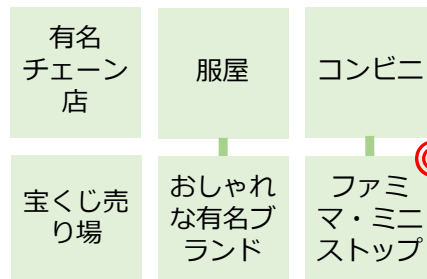 有名
チェーン
店
服屋
コンビニ
宝くじ売
り場
おしゃれ
な有名ブ
ランド
ファミ
マ・ミニ
ストップ